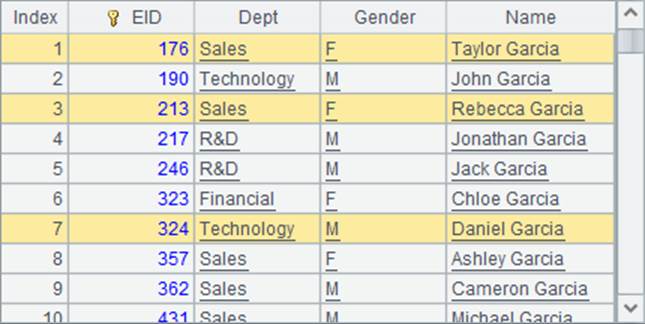 Index EID Dept Gender Name
1 176 Sales F Taylor Garcia
2 190 Technology M John Garcia
3 213 Sales F Rebecca Garcia
4 217 R&D M Jonathan Garcia
5 246 R&D M Jack Garcia
6 323 Financial F Chloe Garcia
7 324 Technology M Daniel Garcia
8 357 Sales F Ashley Garcia
9 362 Sales M Cameron Garcia
10 431 Sales M Michael Garcia